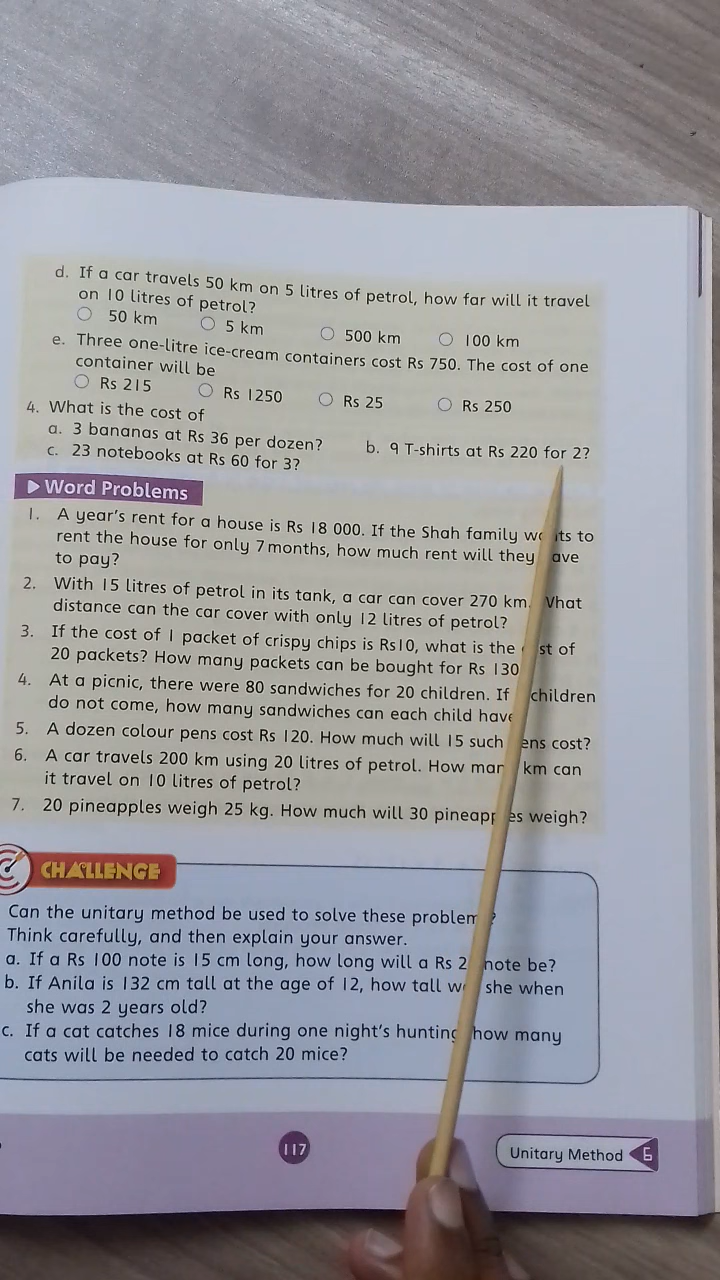 d. If a car travels 50 km on 5 litres of petrol, how far will it travel
on 10 litres of petrol?
50 km 5 km 500 km 100 km
e. Three one-litre ice-cream containers cost Rs 750. The cost of one
container will be
Rs 215 Rs 1250 Rs 25 Rs 250
4. What is the cost of
a. 3 bananas at Rs 36 per dozen? b. 9 T-shirts at Rs 220 for 2?
c. 23 notebooks at Rs 60 for 3?
Word Problems
1. A year's rent for a house is Rs 18 000. If the Shah family to
rent the house for only 7 months, how much rent will they
to pay?
2. With 15 litres of petrol in its tank, a car can cover 270 km.
distance can the car cover with only 12 litres of petrol?
3. If the cost of 1 packet of crispy chips is Rs10, what is the of
20 packets? How many packets can be bought for Rs 130
4. At a picnic, there were 80 sandwiches for 20 children. If children
do not come, how many sandwiches can each child have
5. A dozen colour pens cost Rs 120. How much will 15 such cost?
6. A car travels 200 km using 20 litres of petrol. How km can
it travel on 10 litres of petrol?
7. 20 pineapples weigh 25 kg. How much will 30 weigh?
CHALLENGE
Can the unitary method be used to solve these ?
Think carefully, and then explain your answer.
a. If a Rs 100 note is 15 cm long, how long will a Rs note be?
b. If Anila is 132 cm tall at the age of 12, how tall she when
she was 2 years old?
c. If a cat catches 18 mice during one night's how many
cats will be needed to catch 20 mice?
117
Unitary Method 6